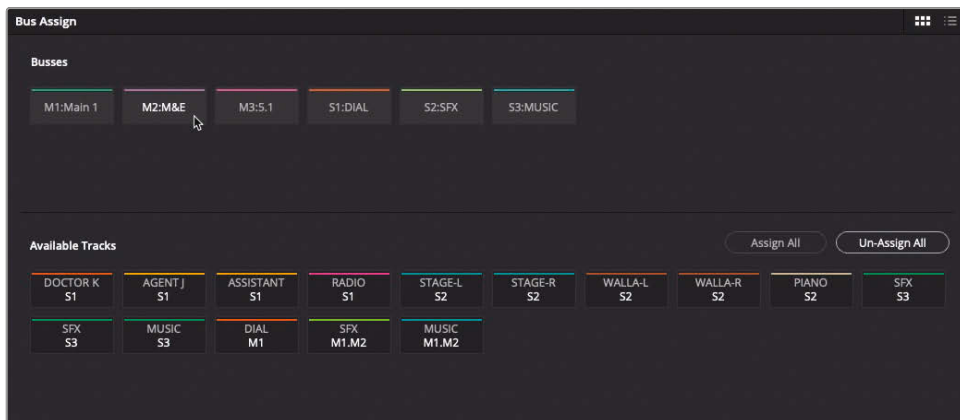 Bus Assign
Busses
M1:Main 1 M2:M&E M3:5.1 S1:DIAL S2:SFX S3:MUSIC
Available Tracks Assign All Un-Assign All
DOCTOR K AGENT J ASSISTANT RADIO STAGE-L STAGE-R WALLA-L WALLA-R PIANO SFX
S1 S1 S1 S1 S2 S2 S2 S2 S2 S3
SFX MUSIC DIAL SFX MUSIC
S3 S3 M1 M1.M2 M1.M2